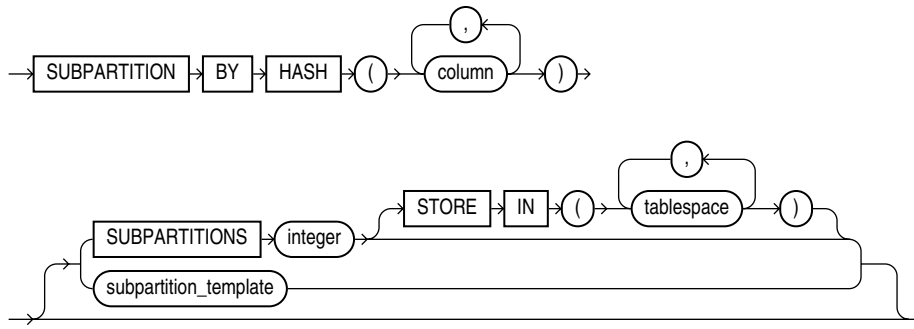 ,
SUBPARTITION BY HASH ( column )
,
STORE IN ( tablespace )
SUBPARTITIONS integer
subpartition_template